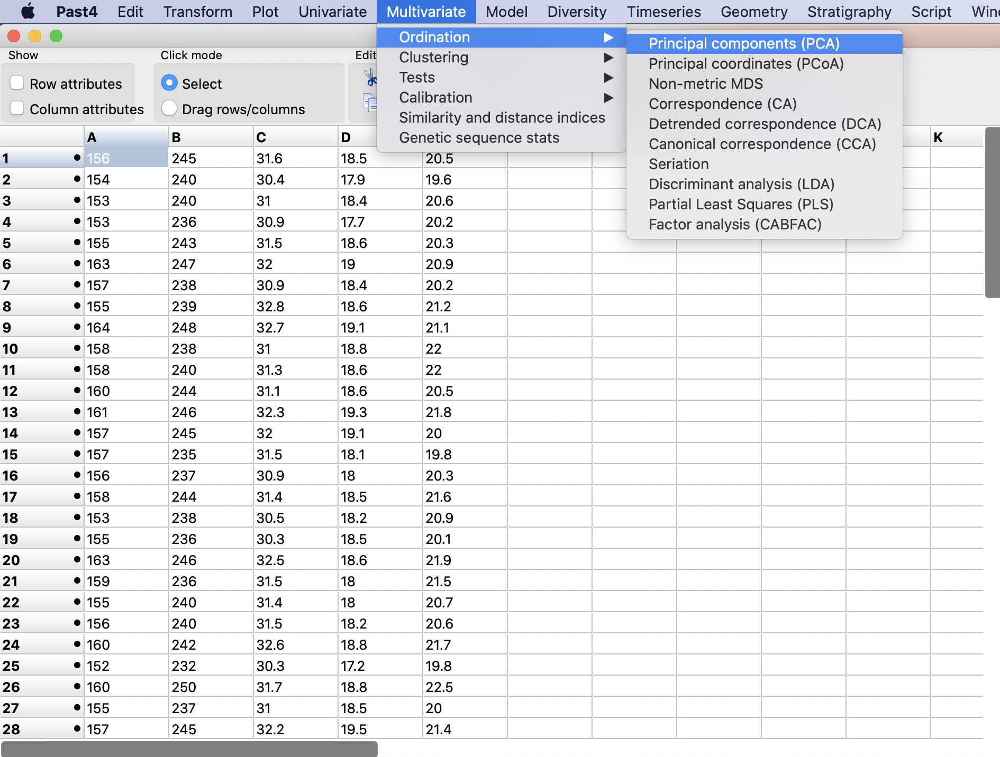 Past4 Edit Transform Plot Univariate Multivariate Model Diversity Timeseries Geometry Stratigraphy Script
Show Click mode Edit
Row attributes Select
Column attributes Drag rows/columns
Ordination
Clustering
Tests
Calibration
Similarity and distance indices
Genetic sequence stats
Principal components (PCA)
Principal coordinates (PCoA)
Non-metric MDS
Correspondence (CA)
Detrended correspondence (DCA)
Canonical correspondence (CCA)
Seriation
Discriminant analysis (LDA)
Partial Least Squares (PLS)
Factor analysis (CABFAC)
A B C D K
1 156 245 31.6 18.5 20.5
2 154 240 30.4 17.9 19.6
3 153 240 31 18.4 20.6
4 153 236 30.9 17.7 20.2
5 155 243 31.5 18.6 20.3
6 163 247 32 19 20.9
7 157 238 30.9 18.4 20.2
8 155 239 32.8 18.6 21.2
9 164 248 32.7 19.1 21.1
10 158 238 31 18.8 22
11 158 240 31.3 18.6 22
12 160 244 31.1 18.6 20.5
13 161 246 32.3 19.3 21.8
14 157 245 32 19.1 20
15 157 235 31.5 18.1 19.8
16 156 237 30.9 18 20.3
17 158 244 31.4 18.5 21.6
18 153 238 30.5 18.2 20.9
19 155 236 30.3 18.5 20.1
20 163 246 32.5 18.6 21.9
21 159 236 31.5 18 21.5
22 155 240 31.4 18 20.7
23 156 240 31.5 18.2 20.6
24 160 242 32.6 18.8 21.7
25 152 232 30.3 17.2 19.8
26 160 250 31.7 18.8 22.5
27 155 237 31 18.5 20
28 157 245 32.2 19.5 21.4